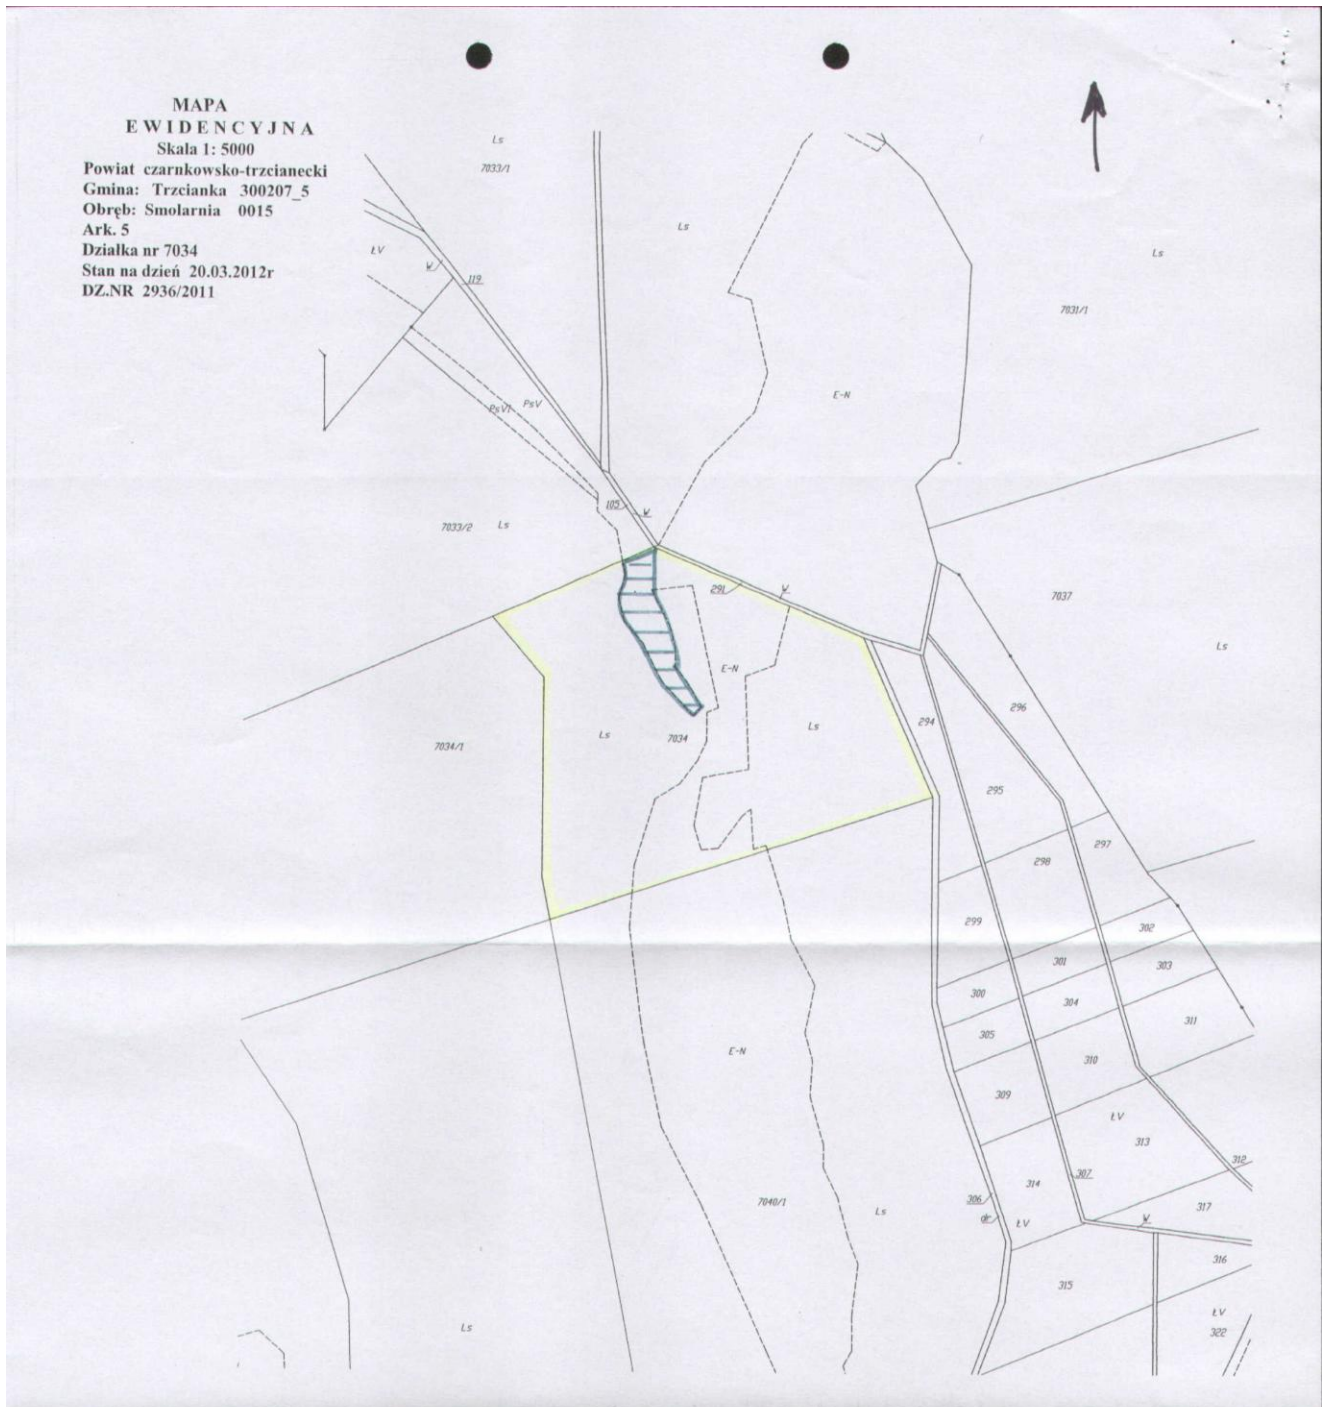 MAPA
E W I D E N C Y J N A
Skala 1: 5000
Powiat czarnkowsko-trzcianecki
Gmina: Trzcianka 300207_5
Obręb: Smolarnia 0015
Ark. 5
Działka nr 7034
Stan na dzień 20.03.2012r
DZ.NR 2936/2011
Ls
7033/1
Ls
Ls
ŁV
W
119
7031/1
E-N
PsVI
PsV
105
W
7033/2
Ls
291
W
7037
Ls
E-N
296
294
Ls
7034
Ls
7034/1
295
297
298
299
302
301
303
300
304
305
311
310
309
E-N
ŁV
313
312
307
314
306
dr
ŁV
317
W
7040/1
Ls
316
315
ŁV
322
Ls